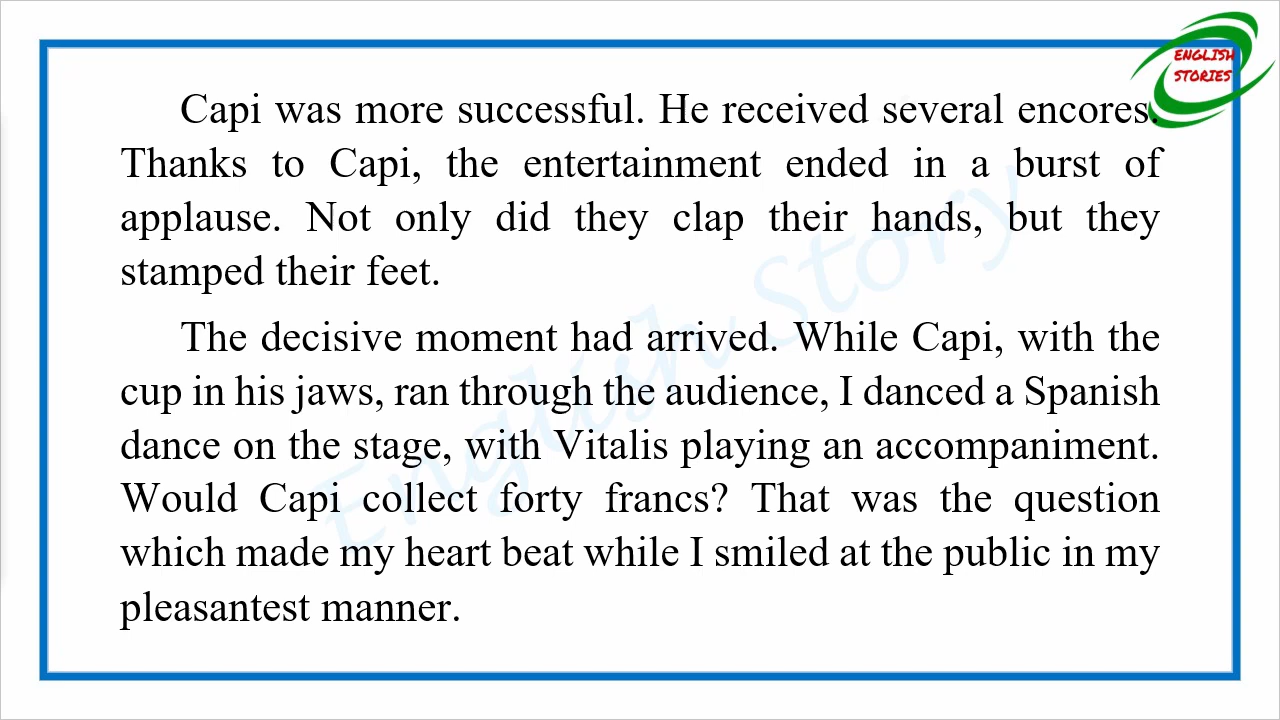 ENGLISH
STORIES
Capi was more successful. He received several encores.
Thanks to Capi, the entertainment ended in a burst of
applause. Not only did they clap their hands, but they
stamped their feet.
The decisive moment had arrived. While Capi, with the
cup in his jaws, ran through the audience, I danced a Spanish
dance on the stage, with Vitalis playing an accompaniment.
Would Capi collect forty francs? That was the question
which made my heart beat while I smiled at the public in my
pleasantest manner.
English Story